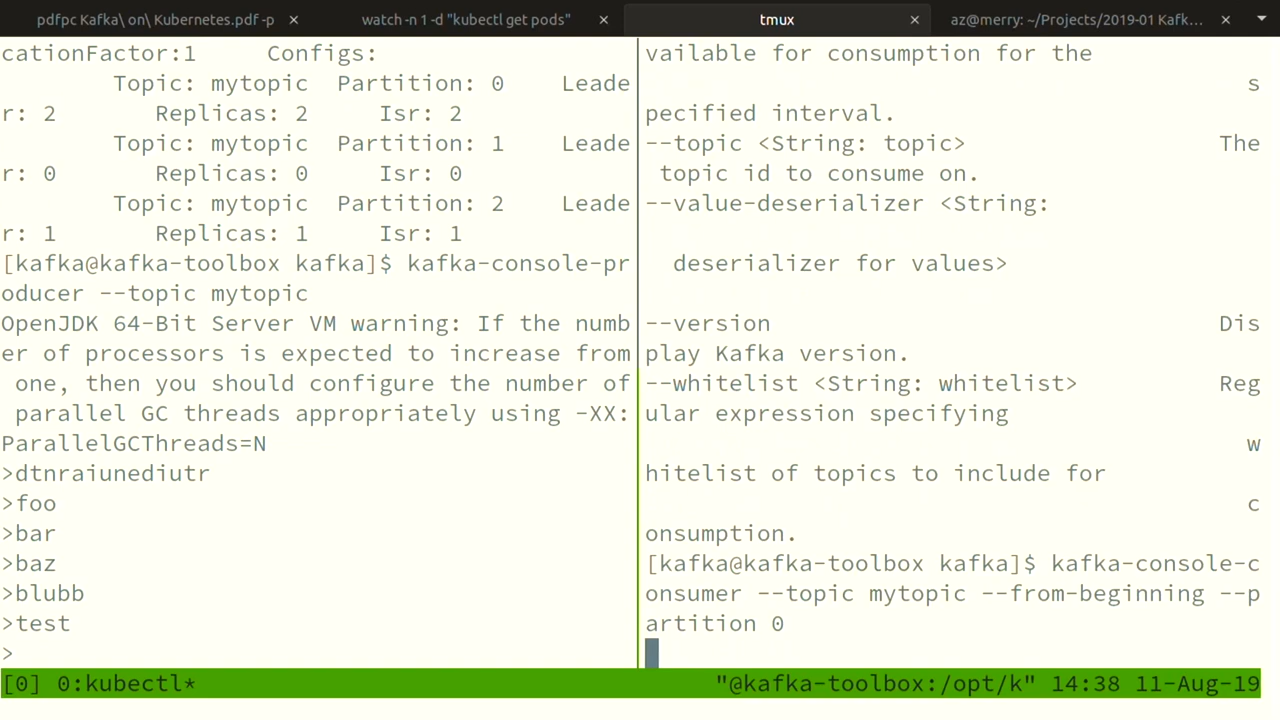 pdfpc Kafka\ on\ Kubernetes.pdf -p
watch -n 1 -d "kubectl get pods"
tmux
az@merry: ~/Projects/2019-01 Kafk...
cationFactor:1     Configs:
        Topic: mytopic  Partition: 0    Leade
r: 2       Replicas: 2     Isr: 2
        Topic: mytopic  Partition: 1    Leade
r: 0       Replicas: 0     Isr: 0
        Topic: mytopic  Partition: 2    Leade
r: 1       Replicas: 1     Isr: 1
[kafka@kafka-toolbox kafka]$ kafka-console-pr
oducer --topic mytopic
OpenJDK 64-Bit Server VM warning: If the numb
er of processors is expected to increase from
 one, then you should configure the number of
 parallel GC threads appropriately using -XX:
ParallelGCThreads=N
>dtnraiunediutr
>foo
>bar
>baz
>blubb
>test
>
vailable for consumption for the
s
pecified interval.
--topic <String: topic>                  The
 topic id to consume on.
--value-deserializer <String:
  deserializer for values>
--version                                Dis
play Kafka version.
--whitelist <String: whitelist>          Reg
ular expression specifying
w
hitelist of topics to include for
c
onsumption.
[kafka@kafka-toolbox kafka]$ kafka-console-c
onsumer --topic mytopic --from-beginning --p
artition 0
[0] 0:kubectl*
"@kafka-toolbox:/opt/k" 14:38 11-Aug-19